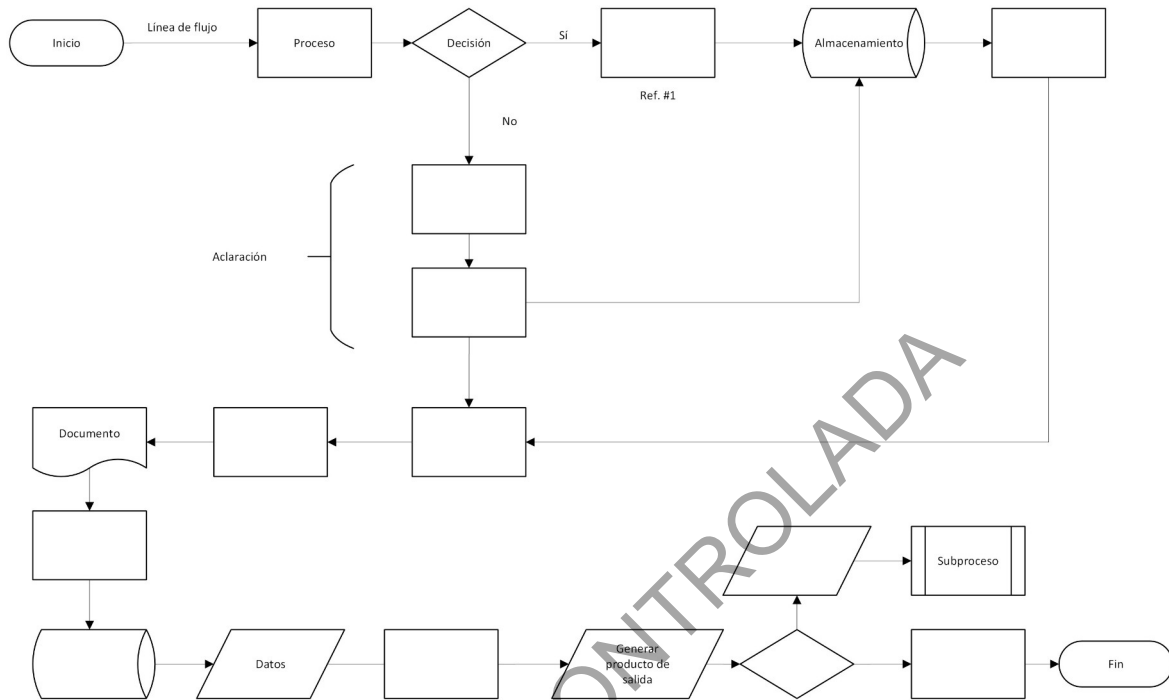 Inicio
Línea de flujo
Proceso
Decisión
Sí
Almacenamiento
Ref. #1
No
Aclaración
Documento
Subproceso
Datos
Generar
producto de
salida
Fin
ONTROLADA